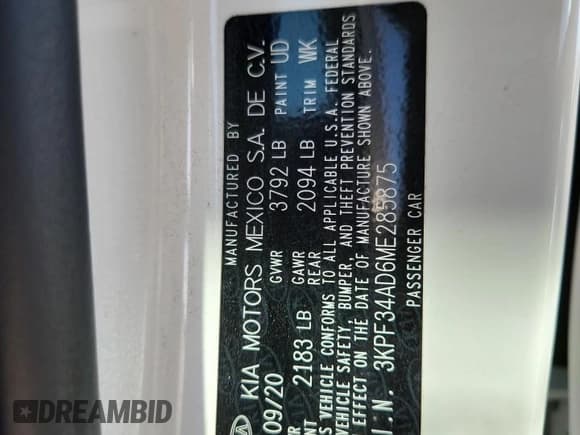 MANUFACTURED BY
KIA MOTORS MEXICO S.A. DE C.V.
09/20 GVWR 3792 LB PAINT UD
GAWR
REAR
2183 LB 2094 LB TRIM WK
VEHICLE CONFORMS TO ALL APPLICABLE U.S.A. FEDERAL
VEHICLE SAFETY, BUMPER, AND THEFT PREVENTION STANDARDS
EFFECT ON THE DATE OF MANUFACTURE SHOWN ABOVE.
3KPF34AD6ME285875
PASSENGER CAR
DREAMBID